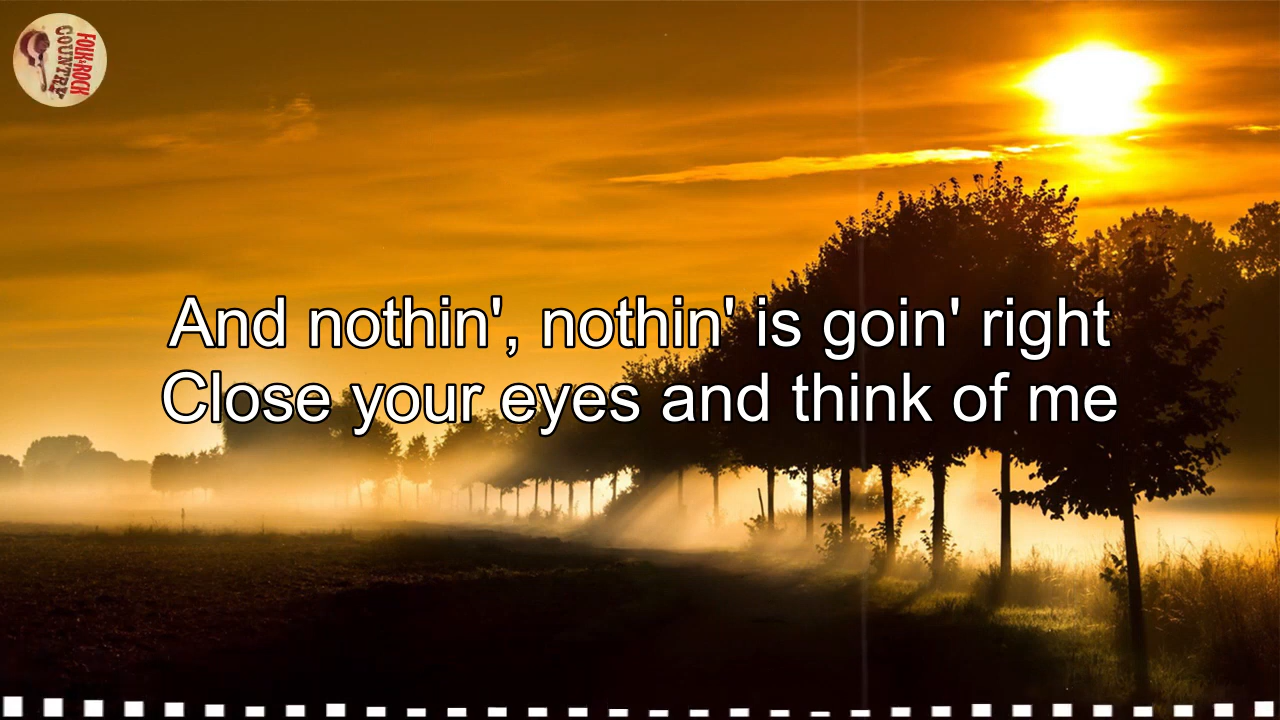 FOLK & ROCK
COUNTRY
And nothin', nothin' is goin' right
Close your eyes and think of me